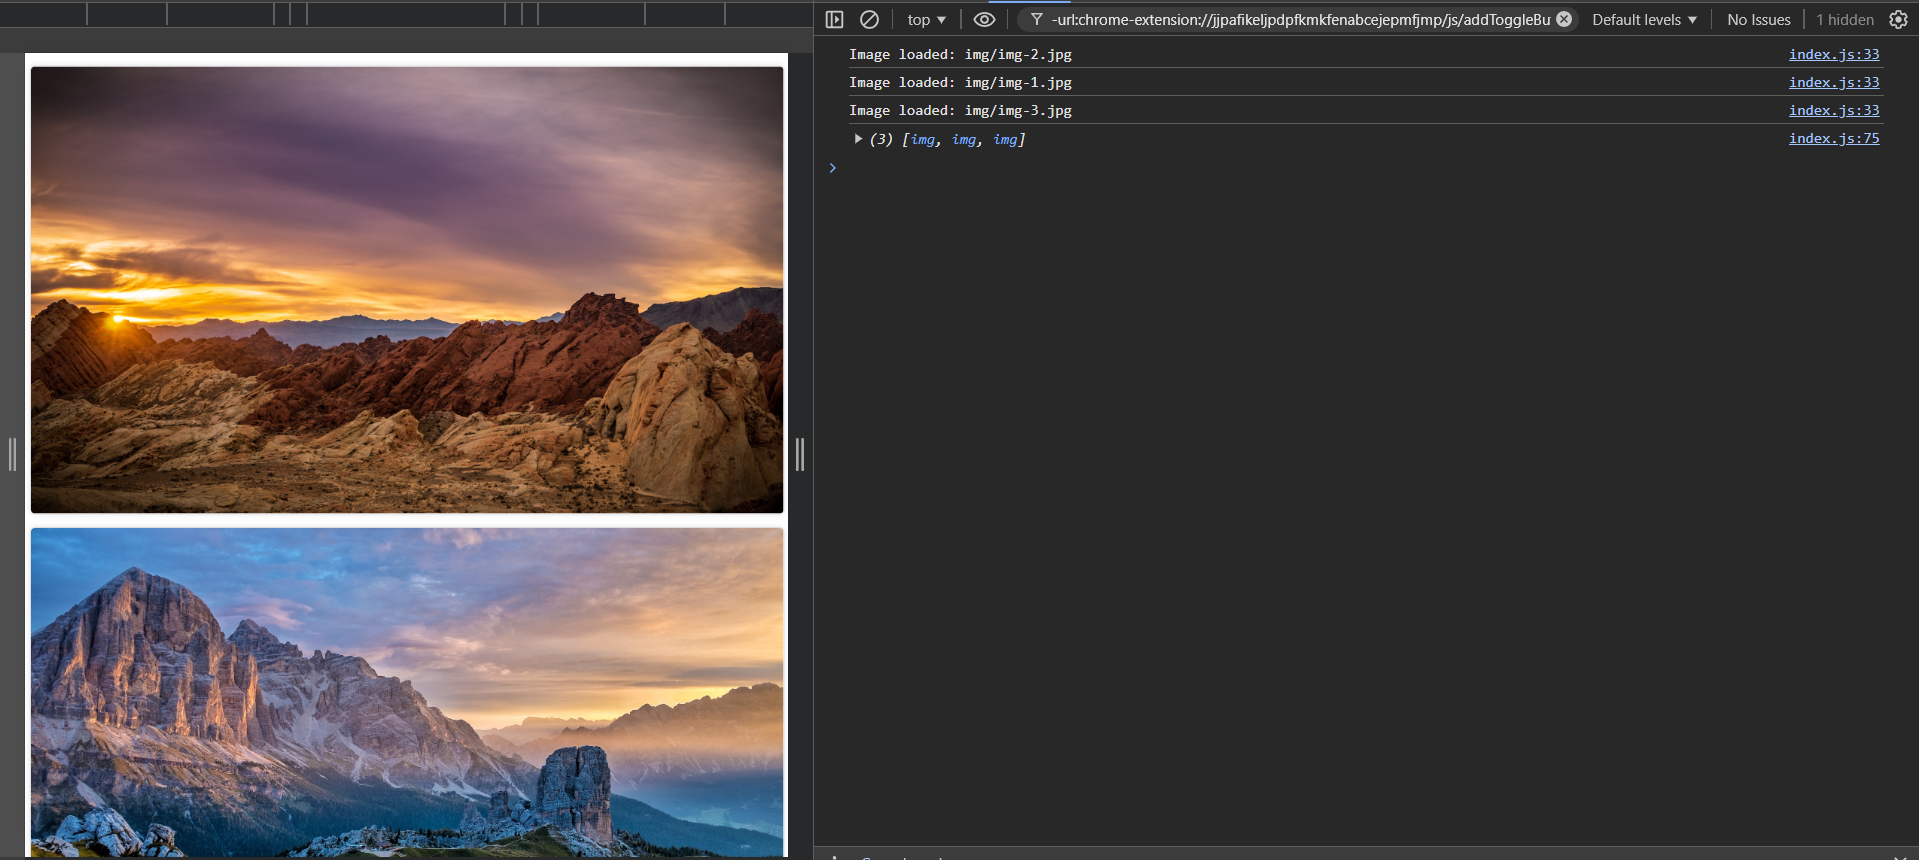 top ▼ -url:chrome-extension://jjpafikeljpdpfkmkfenabcejepmfjmp/js/addToggleBu Default levels ▼ No Issues 1 hidden
Image loaded: img/img-2.jpg index.js:33
Image loaded: img/img-1.jpg index.js:33
Image loaded: img/img-3.jpg index.js:33
▶ (3) [img, img, img] index.js:75